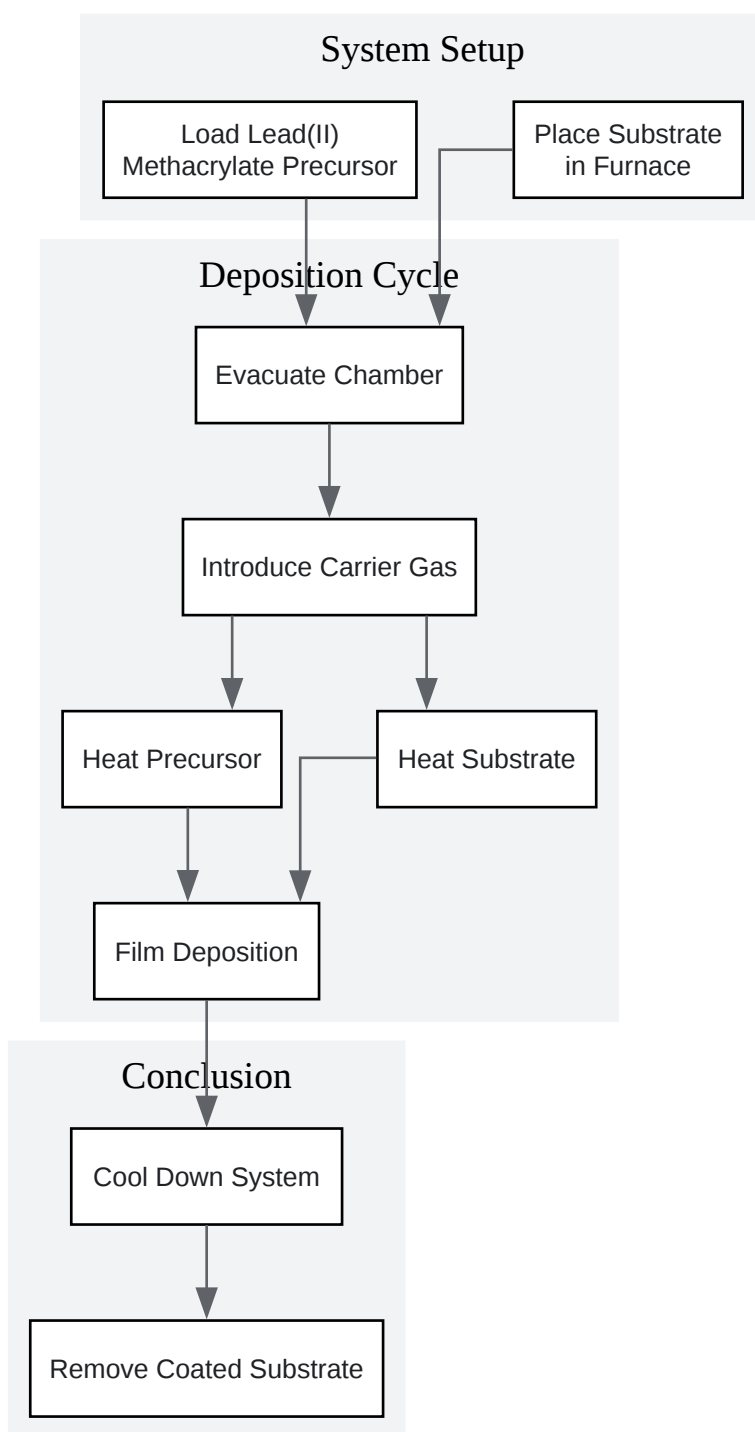 System Setup
Load Lead(II)
Methacrylate Precursor
Place Substrate
in Furnace
Deposition Cycle
Evacuate Chamber
Introduce Carrier Gas
Heat Precursor
Heat Substrate
Film Deposition
Conclusion
Cool Down System
Remove Coated Substrate